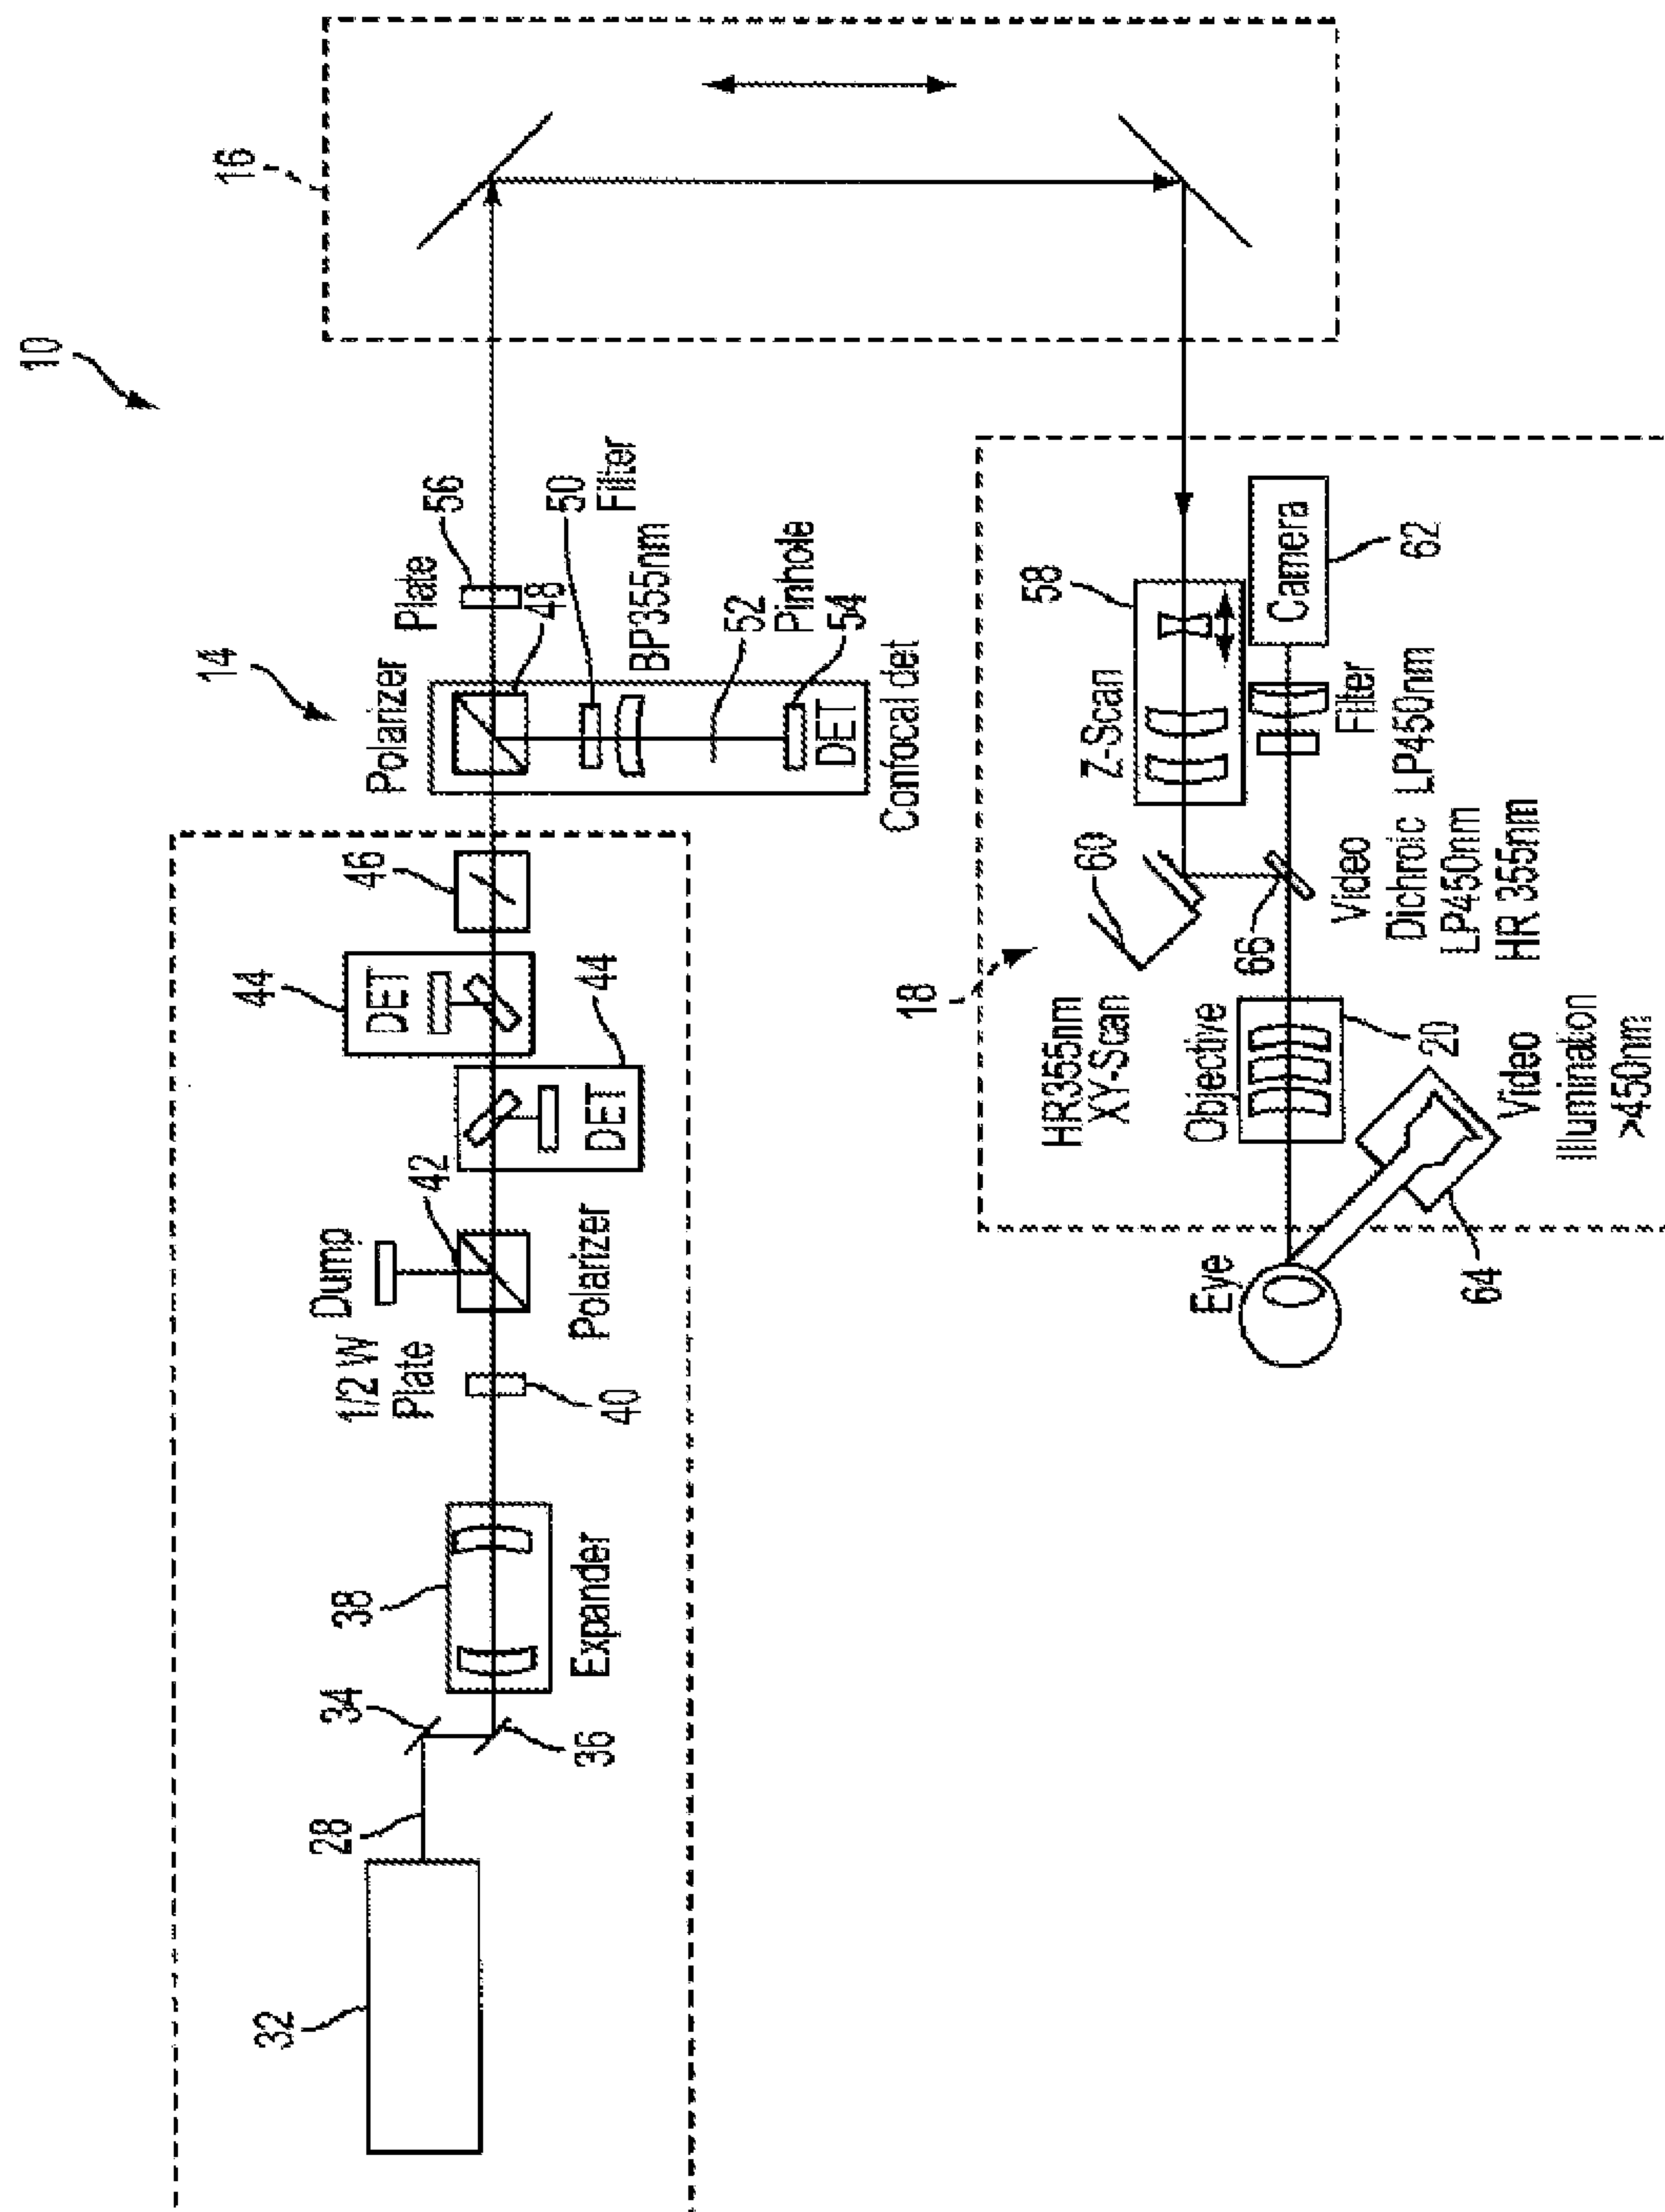 10
16
14
Plate
56
Polarizer
48
50
Filter
BP355nm
52
Pinhole
54
DET
Confocal det
46
44
DET
44
DET
42
Dump
Polarizer
1/2 W
Plate
40
38
Expander
34
36
28
32
58
Z-Scan
Camera
62
Filter
LP450nm
60
66
Video
Dichroic
LP450nm
HR 355nm
18
HR355nm
XY-Scan
Objective
20
Video
Illumination
>450nm
64
Eye